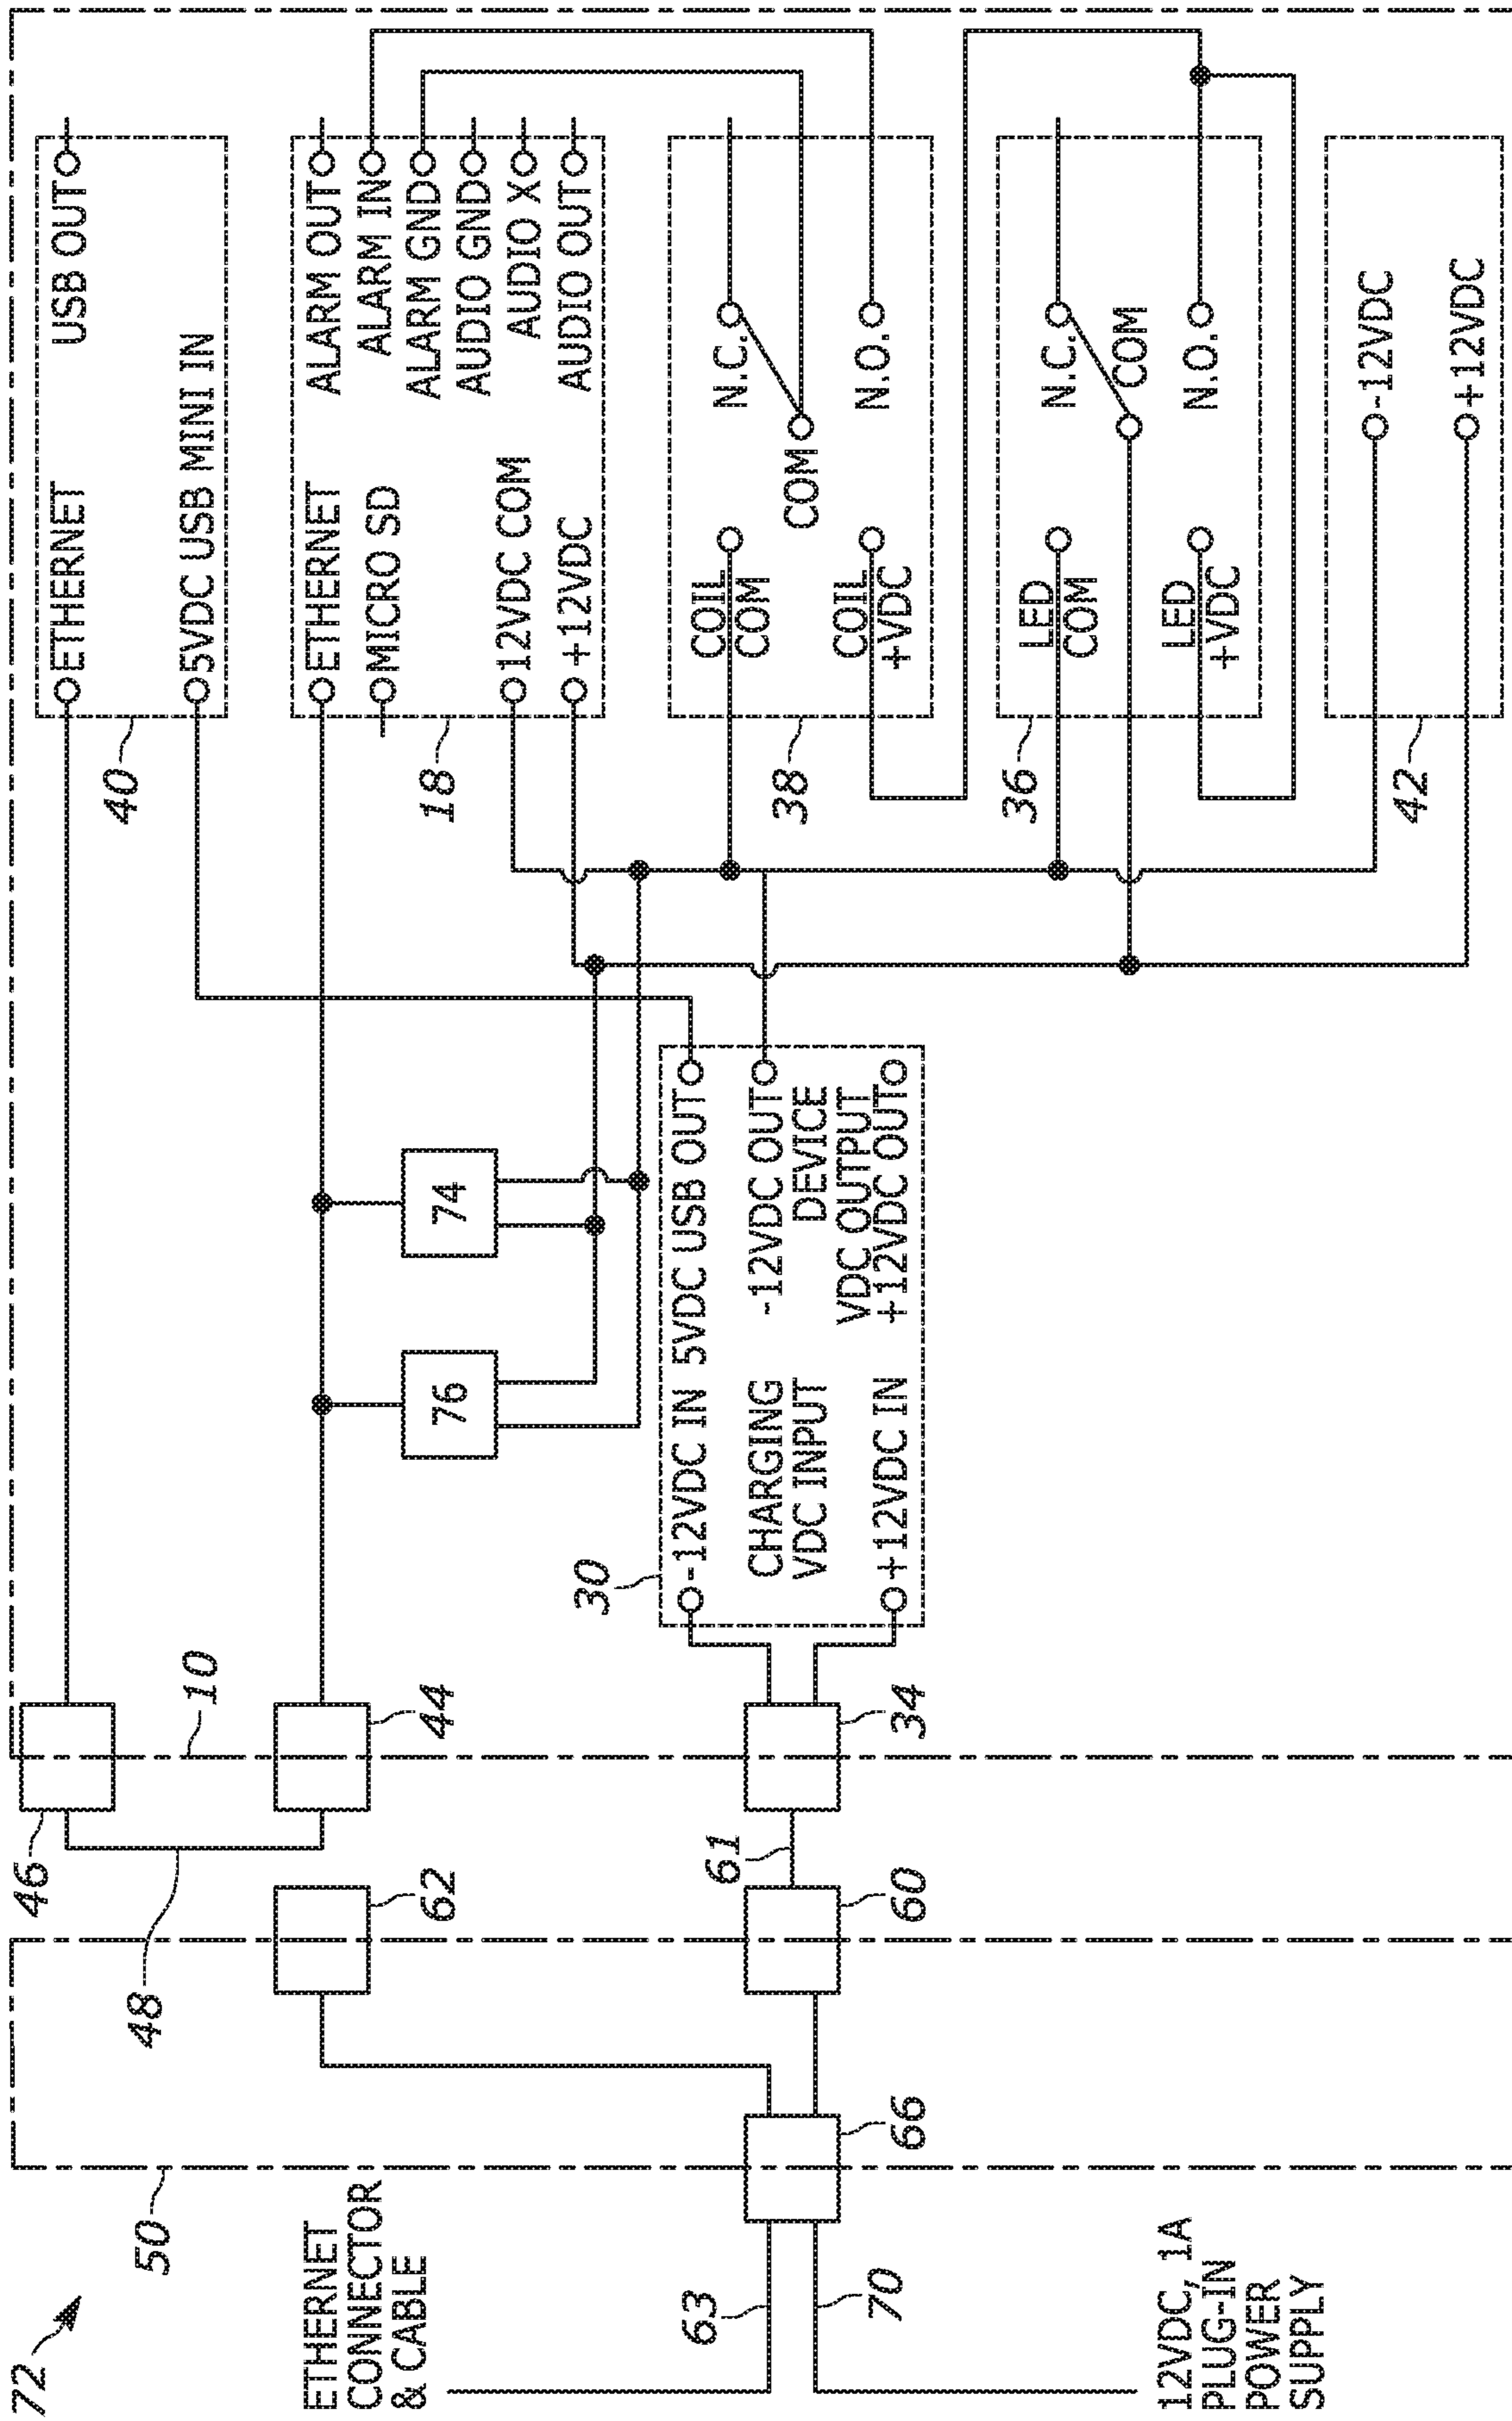 72
50
ETHERNET
CONNECTOR
& CABLE
63
70
12VDC, 1A
PLUG-IN
POWER
SUPPLY
66
48
62
60
61
46
10
44
34
30
-12VDC IN
5VDC USB OUT
CHARGING
VDC INPUT
-12VDC OUT
DEVICE
VDC OUTPUT
+12VDC IN
+12VDC OUT
76
74
40
ETHERNET
USB OUT
5VDC USB MINI IN
18
ETHERNET
MICRO SD
12VDC COM
+12VDC
ALARM OUT
ALARM IN
ALARM GND
AUDIO GND
AUDIO X
AUDIO OUT
38
COIL
COM
COIL
+VDC
N.C.
COM
N.O.
36
LED
COM
LED
+VDC
N.C.
COM
N.O.
42
-12VDC
+12VDC